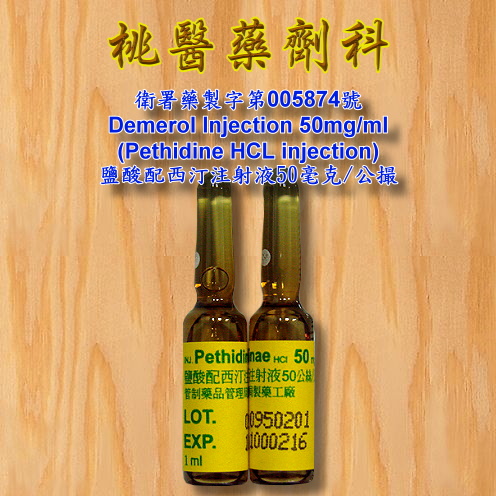 桃醫藥劑科
衛署藥製字第005874號
Demerol Injection 50mg/ml
(Pethidine HCL injection)
鹽酸配西汀注射液50毫克/公撮
INJ. Pethidinae HCl 50 m
鹽酸配西汀注射液50公絲/
管制藥品管理局製藥工廠
LOT. 0950201
EXP. 1000216
1 ml